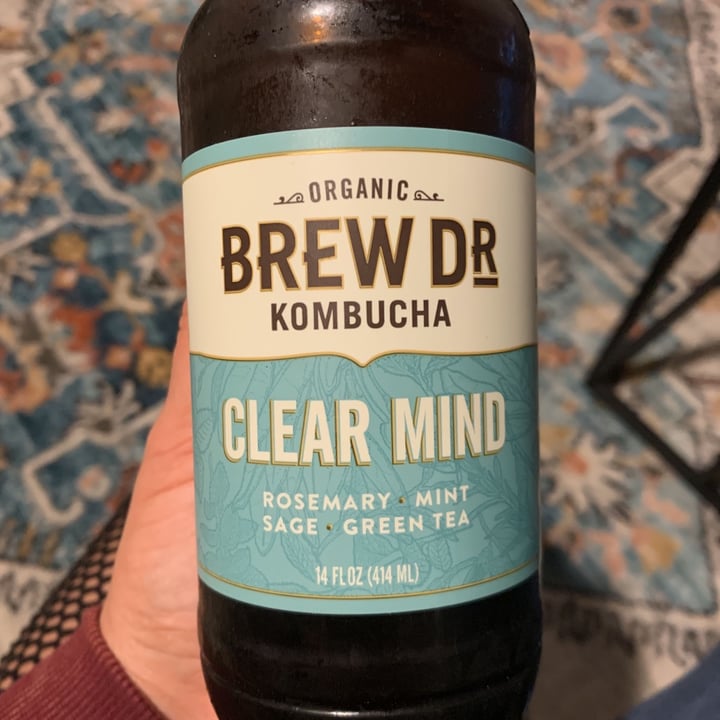 ORGANIC
BREW DR
KOMBUCHA
CLEAR MIND
ROSEMARY • MINT
SAGE • GREEN TEA
14 FL OZ (414 ML)